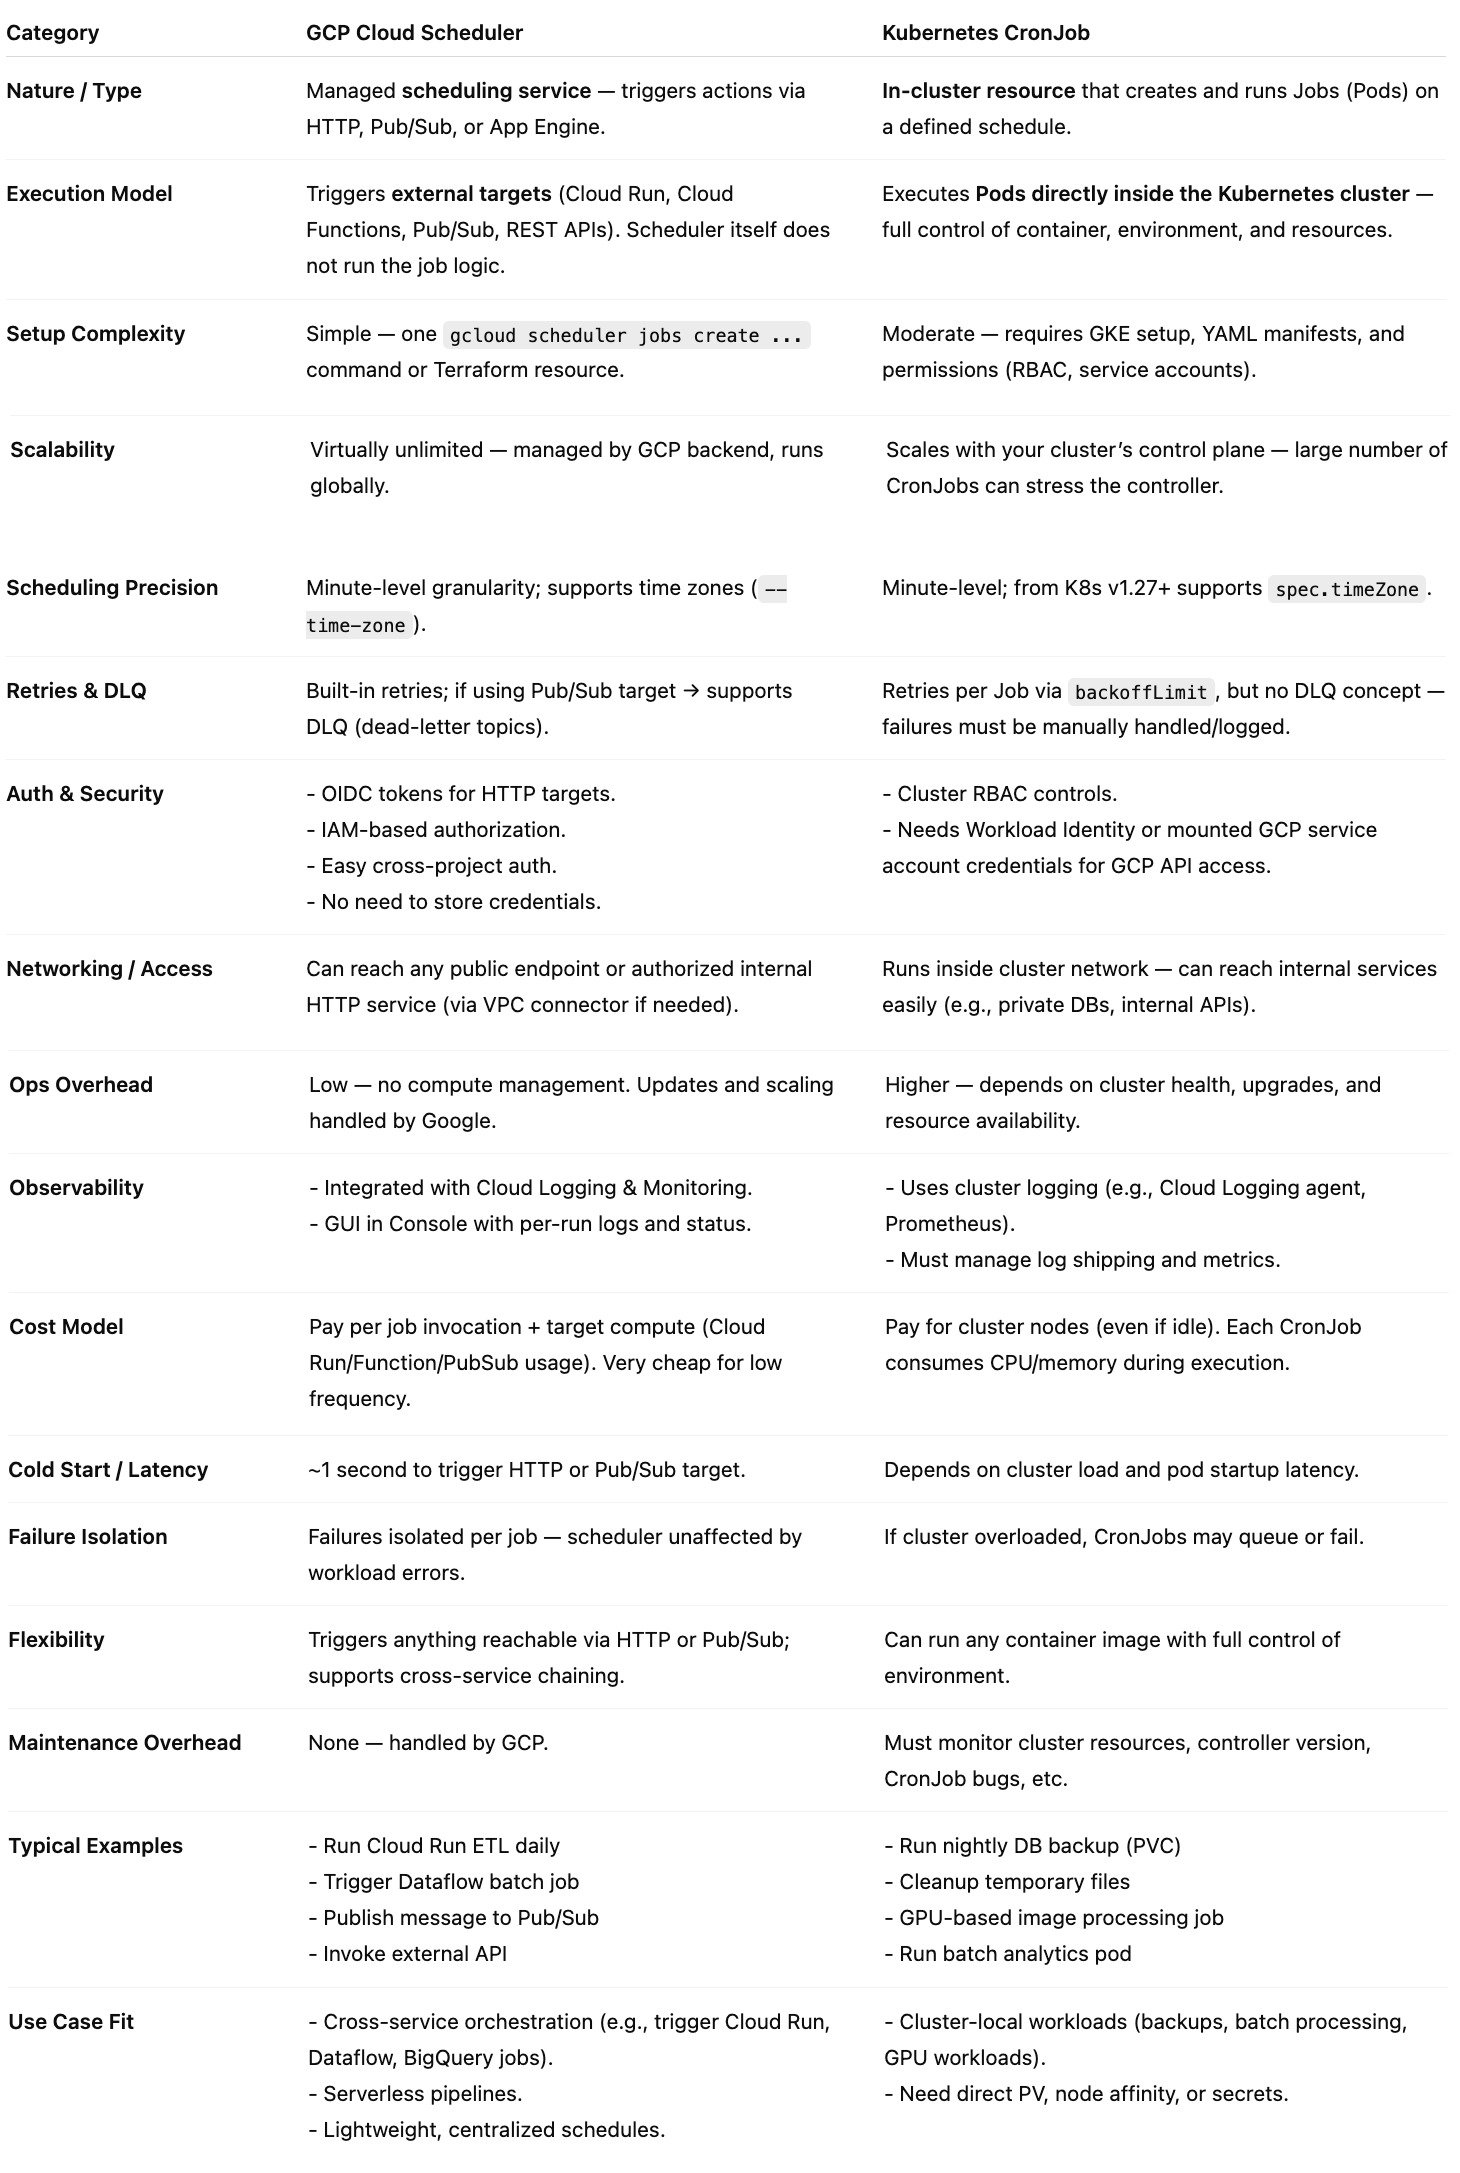 Category GCP Cloud Scheduler Kubernetes CronJob
Nature / Type Managed scheduling service — triggers actions via In-cluster resource that creates and runs Jobs (Pods) on
HTTP, Pub/Sub, or App Engine. a defined schedule.
Execution Model Triggers external targets (Cloud Run, Cloud Executes Pods directly inside the Kubernetes cluster —
Functions, Pub/Sub, REST APIs). Scheduler itself does full control of container, environment, and resources.
not run the job logic.
Setup Complexity Simple — one gcloud scheduler jobs create ... Moderate — requires GKE setup, YAML manifests, and
command or Terraform resource. permissions (RBAC, service accounts).
Scalability Virtually unlimited — managed by GCP backend, runs Scales with your cluster’s control plane — large number of
globally. CronJobs can stress the controller.
Scheduling Precision Minute-level granularity; supports time zones (-- Minute-level; from K8s v1.27+ supports spec.timeZone.
time-zone). 
Retries & DLQ Built-in retries; if using Pub/Sub target → supports Retries per Job via backoffLimit, but no DLQ concept —
DLQ (dead-letter topics). failures must be manually handled/logged.
Auth & Security - OIDC tokens for HTTP targets. - Cluster RBAC controls.
- IAM-based authorization. - Needs Workload Identity or mounted GCP service
- Easy cross-project auth. account credentials for GCP API access.
- No need to store credentials.
Networking / Access Can reach any public endpoint or authorized internal Runs inside cluster network — can reach internal services
HTTP service (via VPC connector if needed). easily (e.g., private DBs, internal APIs).
Ops Overhead Low — no compute management. Updates and scaling Higher — depends on cluster health, upgrades, and
handled by Google. resource availability.
Observability - Integrated with Cloud Logging & Monitoring. - Uses cluster logging (e.g., Cloud Logging agent,
- GUI in Console with per-run logs and status. Prometheus).
- Must manage log shipping and metrics.
Cost Model Pay per job invocation + target compute (Cloud Pay for cluster nodes (even if idle). Each CronJob
Run/Function/PubSub usage). Very cheap for low consumes CPU/memory during execution.
frequency.
Cold Start / Latency ~1 second to trigger HTTP or Pub/Sub target. Depends on cluster load and pod startup latency.
Failure Isolation Failures isolated per job — scheduler unaffected by If cluster overloaded, CronJobs may queue or fail.
workload errors.
Flexibility Triggers anything reachable via HTTP or Pub/Sub; Can run any container image with full control of
supports cross-service chaining. environment.
Maintenance Overhead None — handled by GCP. Must monitor cluster resources, controller version,
CronJob bugs, etc.
Typical Examples - Run Cloud Run ETL daily - Run nightly DB backup (PVC)
- Trigger Dataflow batch job - Cleanup temporary files
- Publish message to Pub/Sub - GPU-based image processing job
- Invoke external API - Run batch analytics pod
Use Case Fit - Cross-service orchestration (e.g., trigger Cloud Run, - Cluster-local workloads (backups, batch processing,
Dataflow, BigQuery jobs). GPU workloads).
- Serverless pipelines. - Need direct PV, node affinity, or secrets.
- Lightweight, centralized schedules.